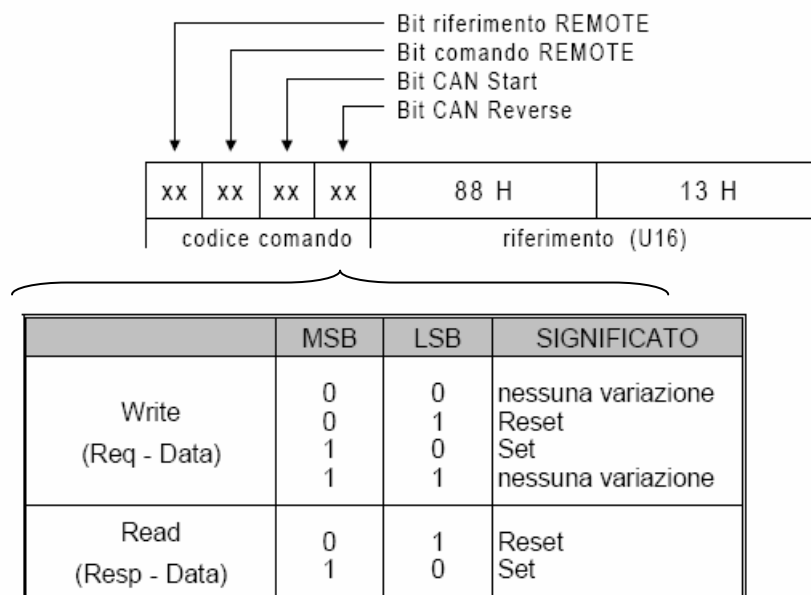 Bit riferimento REMOTE
Bit comando REMOTE
Bit CAN Start
Bit CAN Reverse
xx xx xx xx 88 H 13 H
codice comando riferimento (U16)
MSB LSB SIGNIFICATO
Write
(Req - Data)
0 0 nessuna variazione
0 1 Reset
1 0 Set
1 1 nessuna variazione
Read
(Resp - Data)
0 1 Reset
1 0 Set